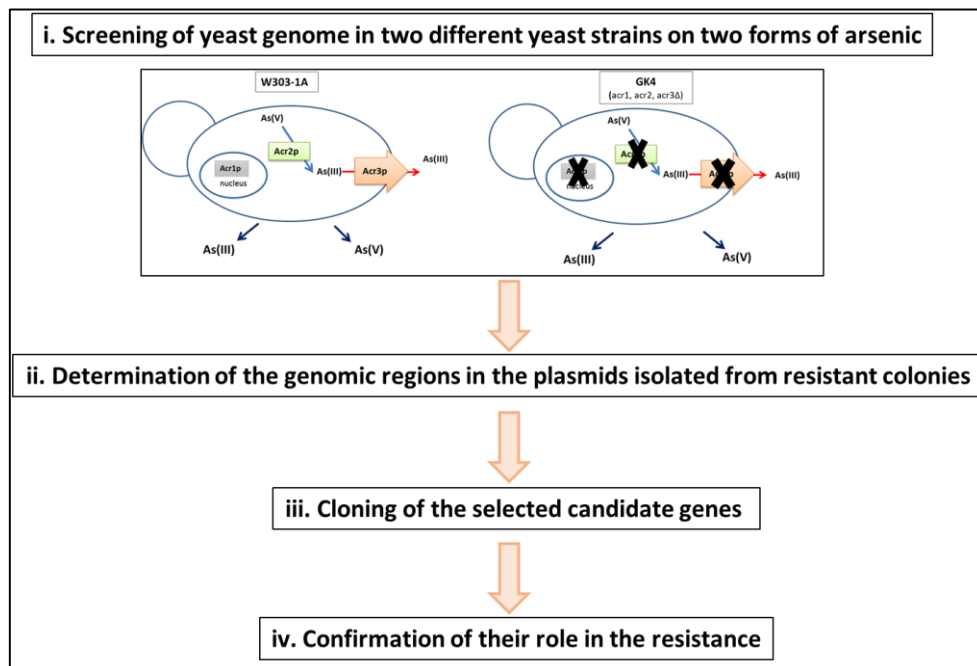 i. Screening of yeast genome in two different yeast strains on two forms of arsenic
W303-1A
As(V)
Acr2p
Acr1p
nucleus
As(III)
Acr3p
As(III)
As(III)
As(V)
GK4
(acr1, acr2, acr3Δ)
As(V)
nucleus
As(III)
As(III)
As(III)
As(V)
ii. Determination of the genomic regions in the plasmids isolated from resistant colonies
iii. Cloning of the selected candidate genes
iv. Confirmation of their role in the resistance